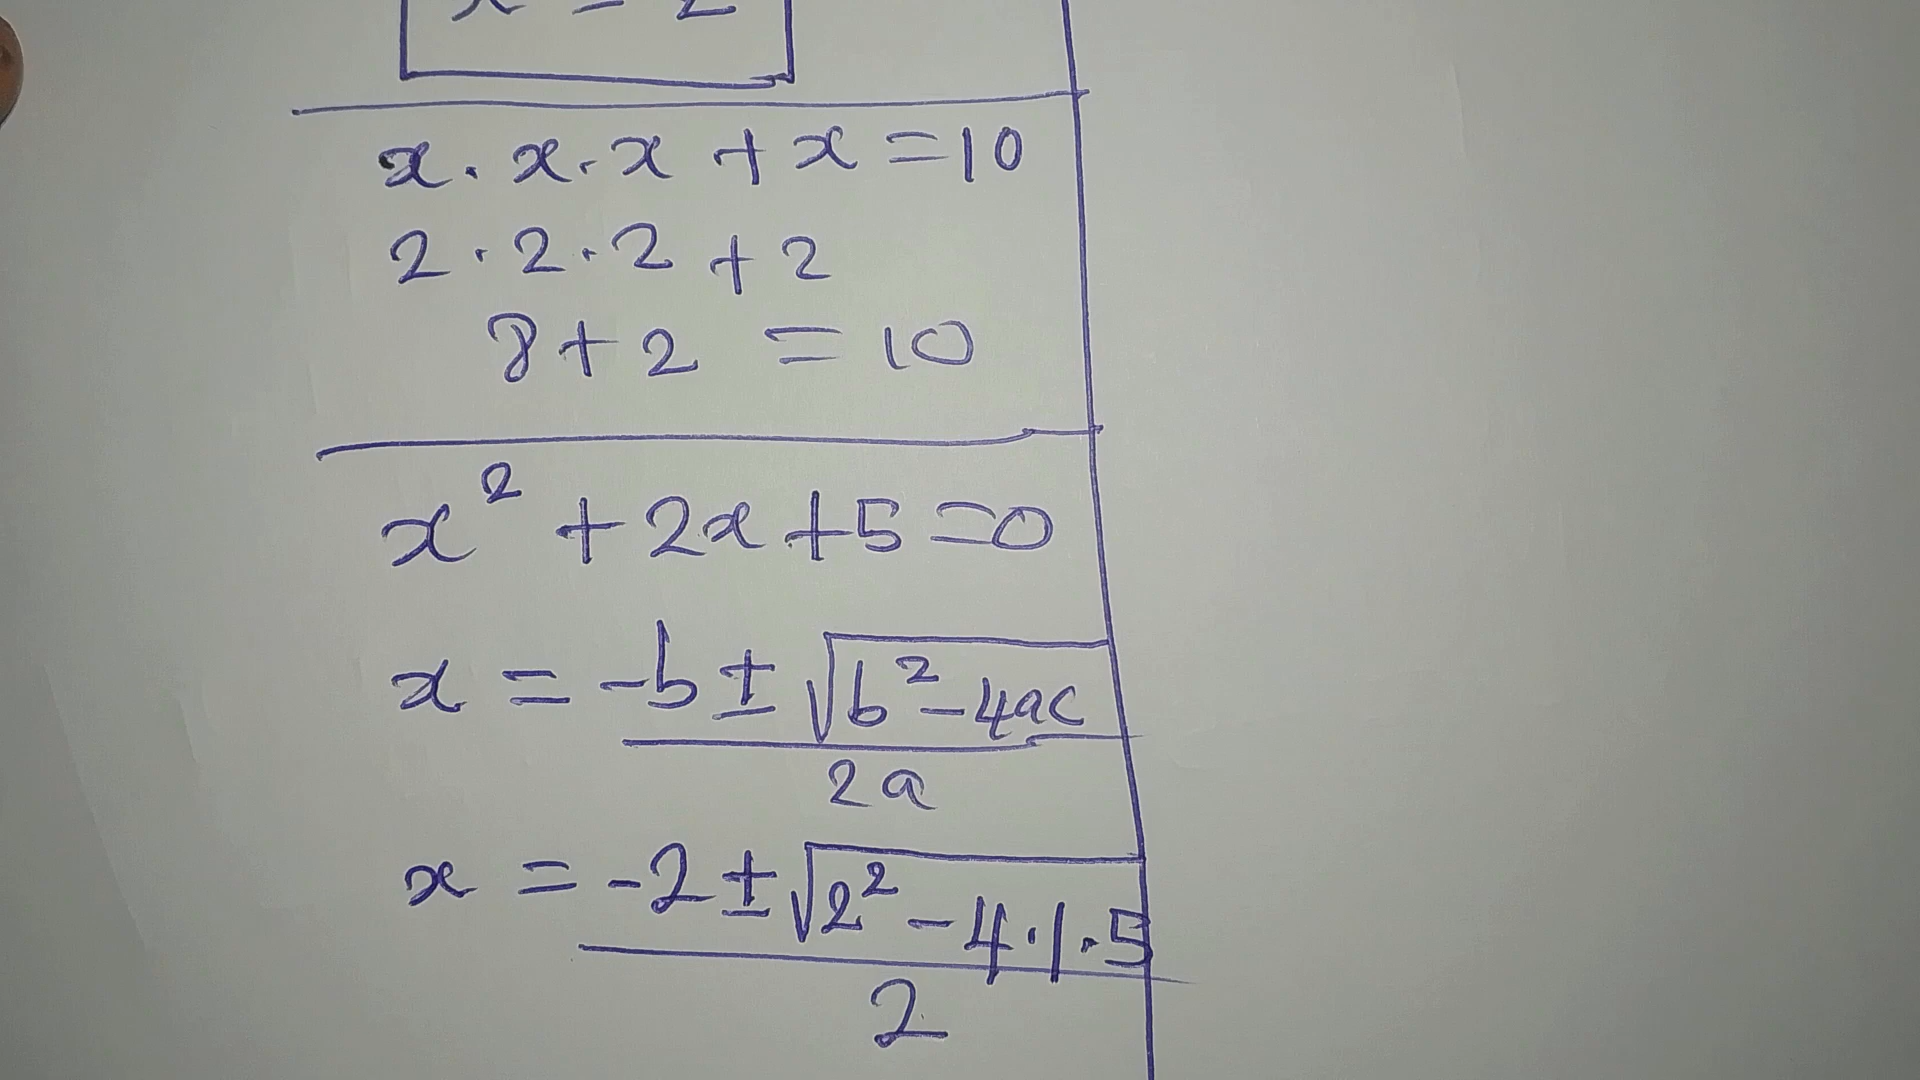 x = 2
x . x . x + x = 10
2 . 2 . 2 + 2
8 + 2 = 10
x² + 2x + 5 = 0
x = -b ± √b² - 4ac
2a
x = -2 ± √2² - 4 . 1 . 5
2